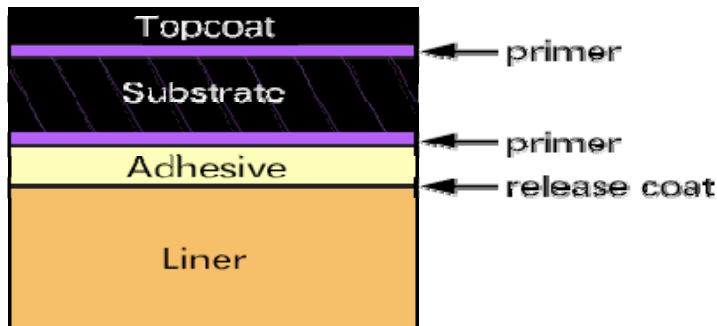 Topcoat
primer
Substrate
primer
Adhesive
release coat
Liner